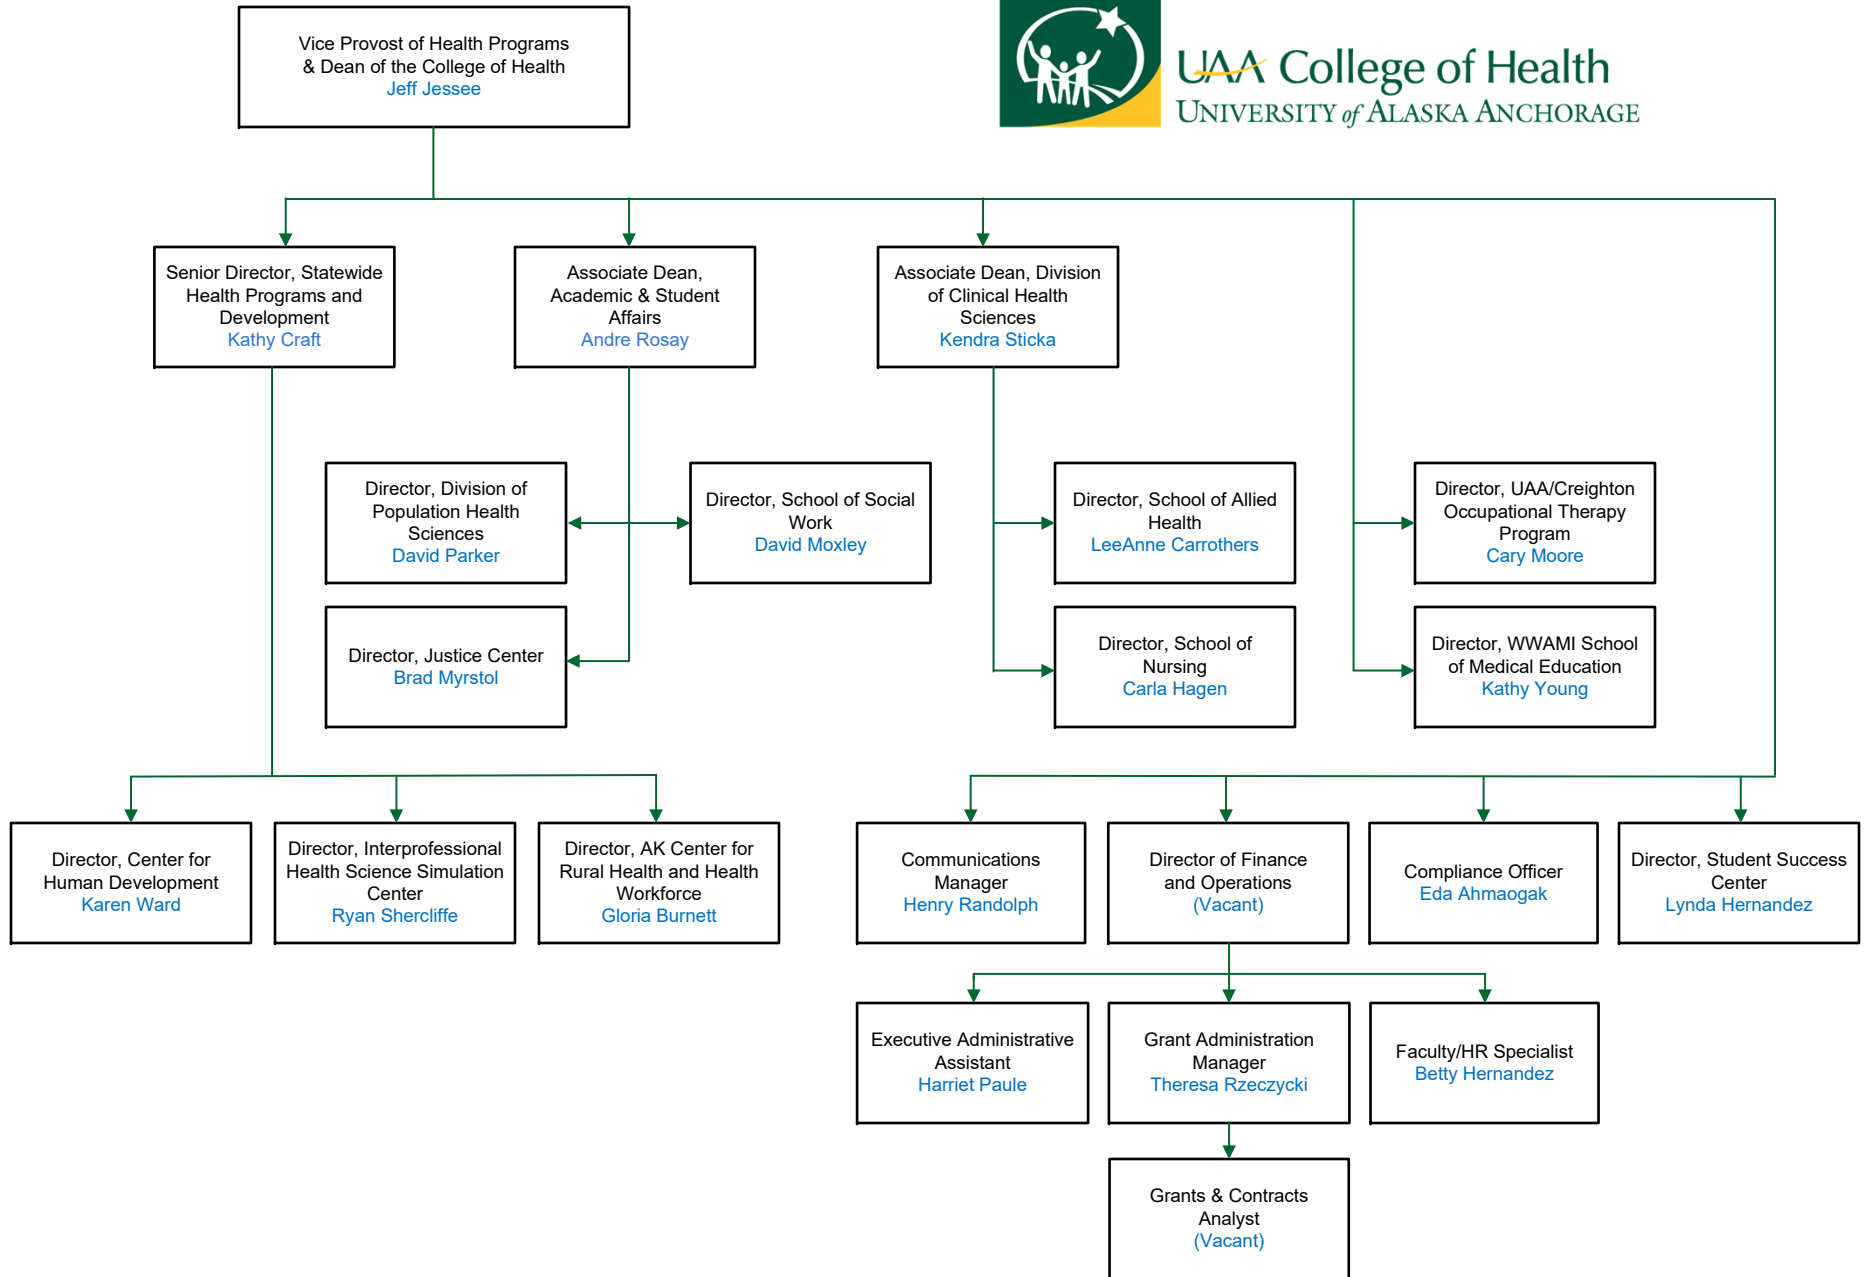 Vice Provost of Health Programs
& Dean of the College of Health
Jeff Jessee
UAA College of Health
UNIVERSITY of ALASKA ANCHORAGE
Senior Director, Statewide
Health Programs and
Development
Kathy Craft
Associate Dean,
Academic & Student
Affairs
Andre Rosay
Associate Dean, Division
of Clinical Health
Sciences
Kendra Sticka
Director, Division of
Population Health
Sciences
David Parker
Director, School of Social
Work
David Moxley
Director, School of Allied
Health
LeeAnne Carrothers
Director, UAA/Creighton
Occupational Therapy
Program
Cary Moore
Director, Justice Center
Brad Myrstol
Director, School of
Nursing
Carla Hagen
Director, WWAMI School
of Medical Education
Kathy Young
Director, Center for
Human Development
Karen Ward
Director, Interprofessional
Health Science Simulation
Center
Ryan Shercliffe
Director, AK Center for
Rural Health and Health
Workforce
Gloria Burnett
Communications
Manager
Henry Randolph
Director of Finance
and Operations
(Vacant)
Compliance Officer
Eda Ahmaogak
Director, Student Success
Center
Lynda Hernandez
Executive Administrative
Assistant
Harriet Paule
Grant Administration
Manager
Theresa Rzeczycki
Faculty/HR Specialist
Betty Hernandez
Grants & Contracts
Analyst
(Vacant)